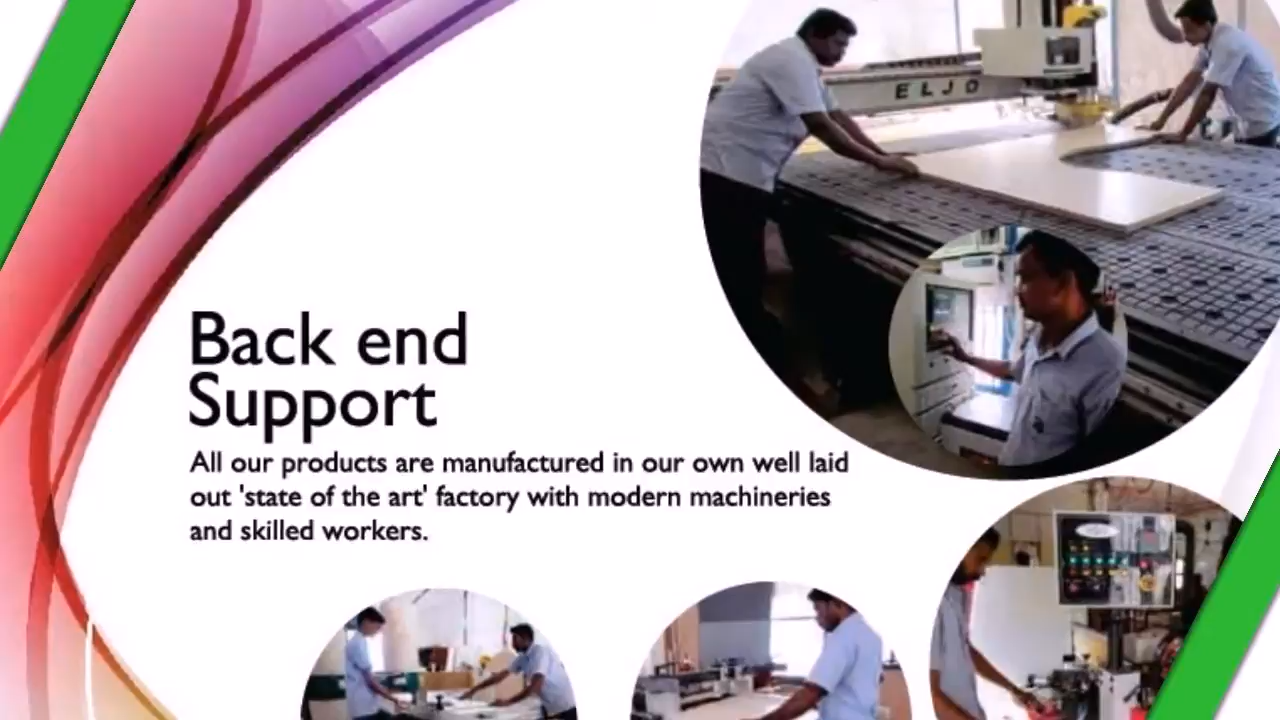 ELJO
Back end
Support
All our products are manufactured in our own well laid
out 'state of the art' factory with modern machineries
and skilled workers.